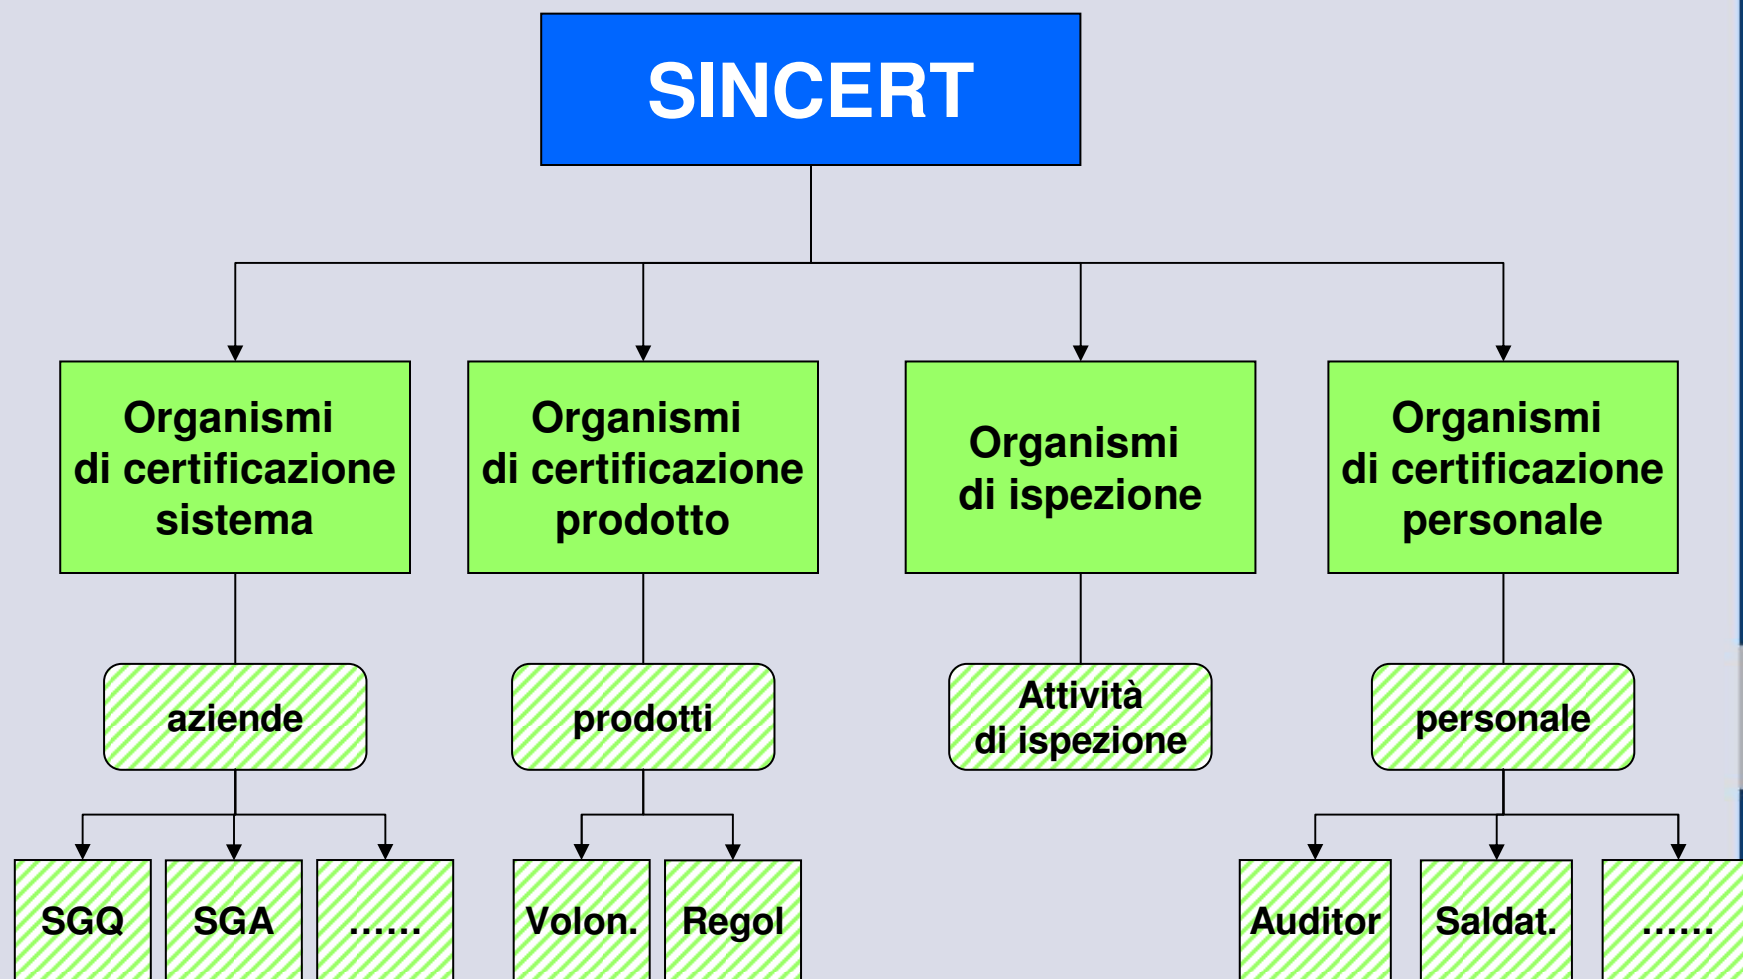 SINCERT
Organismi
di certificazione
sistema
Organismi
di certificazione
prodotto
Organismi
di ispezione
Organismi
di certificazione
personale
aziende
prodotti
Attività
di ispezione
personale
SGQ
SGA
......
Volon.
Regol
Auditor
Saldat.
......